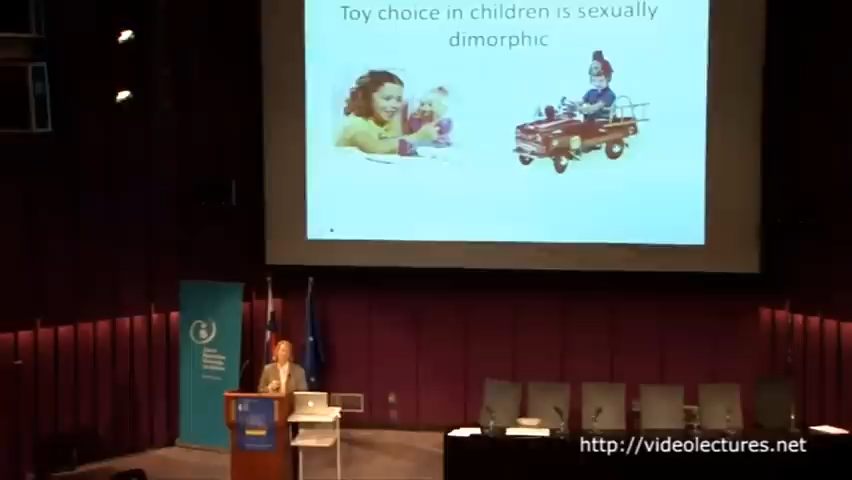 Toy choice in children is sexually
dimorphic
http://videolectures.net